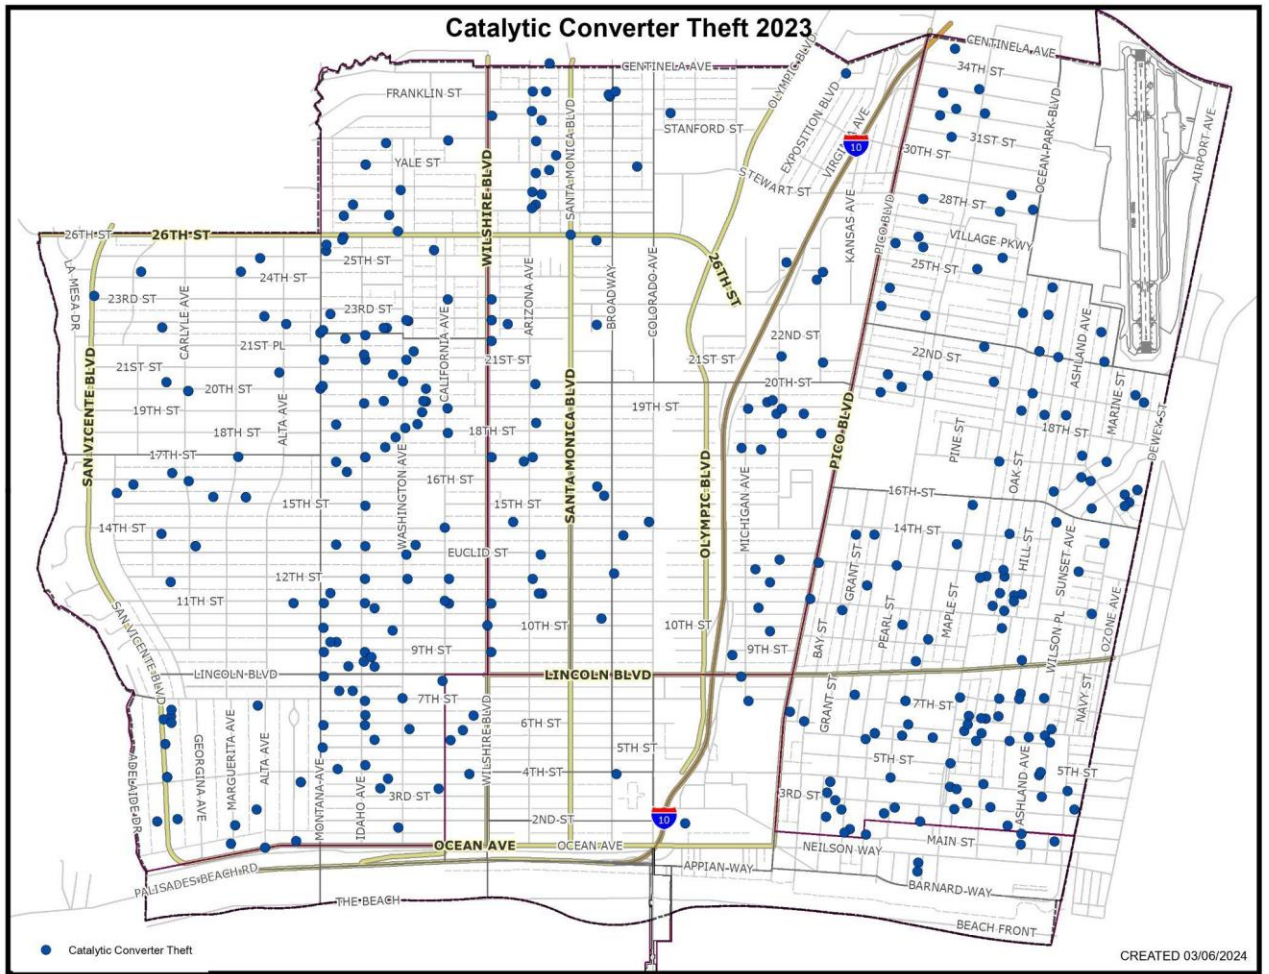 Catalytic Converter Theft 2023
CENTINELA AVE
CENTINELA AVE
OLYMPIC BLVD
34TH ST
FRANKLIN ST
SANTA MONICA BLVD
STANFORD ST
EXPOSITION BLVD
OCEAN PARK BLVD
AIRPORT AVE
31ST ST
30TH ST
10
YALE ST
WILSHIRE BLVD
STEWART ST
KANSAS AVE
PICO BLVD
28TH ST
26TH ST
26TH ST
VILLAGE PKWY
25TH ST
25TH ST
LA MESA DR
24TH ST
26TH ST
23RD ST
CARLYLE AVE
23RD ST
CALIFORNIA AVE
ARIZONA AVE
BROADWAY
COLORADO AVE
22ND ST
22ND ST
ASHLAND AVE
21ST PL
21ST ST
21ST ST
21ST ST
20TH ST
20TH ST
MARINE ST
SAN VICENTE BLVD
19TH ST
ALTA AVE
19TH ST
18TH ST
18TH ST
18TH ST
DEWEY ST
PINE ST
PICO BLVD
17TH ST
WASHINGTON AVE
SANTA MONICA BLVD
OLYMPIC BLVD
MICHIGAN AVE
OAK ST
16TH ST
16TH ST
15TH ST
15TH ST
14TH ST
14TH ST
EUCLID ST
GRANT ST
HILL ST
SUNSET AVE
12TH ST
11TH ST
MAPLE ST
PEARL ST
OZONE AVE
10TH ST
10TH ST
BAY ST
WILSON PL
SAN VICENTE BLVD
9TH ST
9TH ST
LINCOLN BLVD
LINCOLN BLVD
7TH ST
7TH ST
GRANT ST
NAVY ST
6TH ST
WILSHIRE BLVD
5TH ST
5TH ST
5TH ST
ADELAIDE DR
GEORGINA AVE
MARGUERITA AVE
ALTA AVE
MONTANA AVE
IDAHO AVE
4TH ST
3RD ST
3RD ST
ASHLAND AVE
2ND ST
10
OCEAN AVE
OCEAN AVE
MAIN ST
NEILSON WAY
APPIAN WAY
PALISADES BEACH RD
BARNARD WAY
THE BEACH
BEACH FRONT
Catalytic Converter Theft
CREATED 03/06/2024